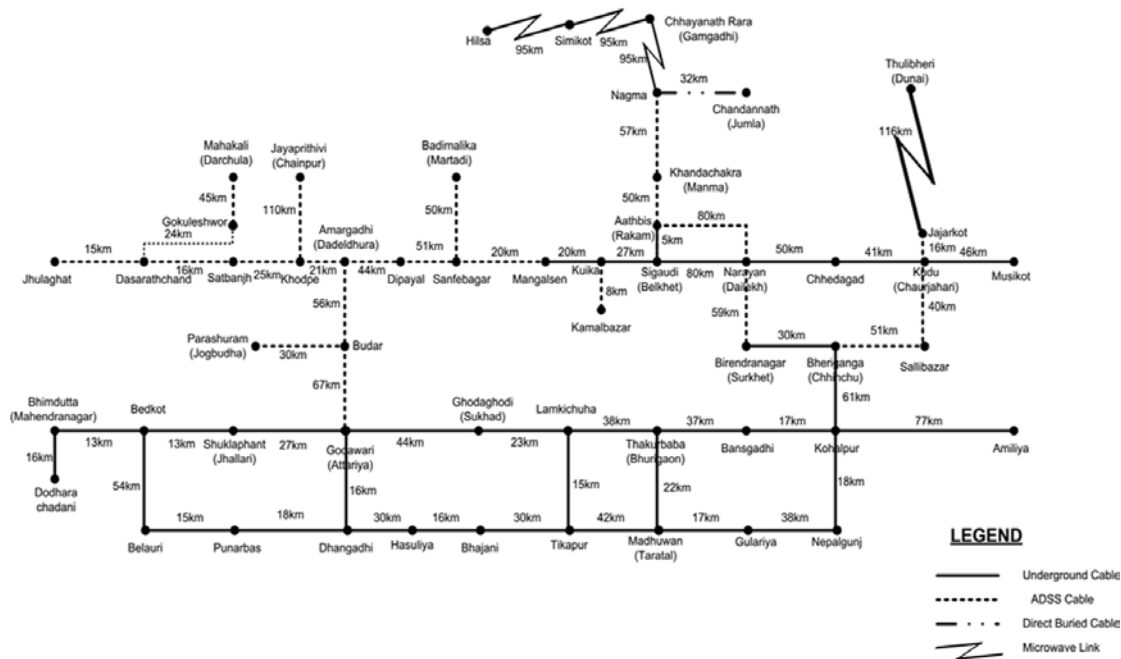 Hilsa
95km
Simikot
95km
Chhayanath Rara
(Gamgadhi)
95km
32km
Nagma
Chandannath
(Jumla)
Thulibheri
(Dunai)
116km
57km
Mahakali
(Darchula)
Jayaprithivi
(Chainpur)
Badimalika
(Martadi)
Khandachakra
(Manma)
45km
110km
50km
50km
Gokuleshwor
24km
Amargadhi
(Dadeldhura)
Aathbis
(Rakam)
80km
5km
Jajarkot
16km
15km
16km
25km
21km
44km
51km
20km
20km
27km
80km
50km
41km
46km
Jhulaghat
Dasarathchand
Satbanjh
Khodpe
Dipayal
Sanfebagar
Mangalsen
Kuika
Sigaudi
(Belkhet)
Narayan
(Dailekh)
Chhedagad
Kudu
(Chaurjahari)
Musikot
8km
Kamalbazar
56km
59km
40km
Parashuram
(Jogbudha)
30km
Budar
30km
51km
Birendranagar
(Surkhet)
Bheriganga
(Chhinchu)
Sallibazar
67km
61km
Bhimdutta
(Mahendranagar)
Bedkot
Ghodaghodi
(Sukhad)
Lamkichuha
13km
13km
27km
44km
23km
38km
37km
17km
77km
Shuklaphant
(Jhallari)
Godawari
(Attariya)
Thakurbaba
(Bhurigaon)
Bansgadhi
Kohalpur
Amiliya
16km
Dodhara
chadani
54km
16km
15km
22km
18km
15km
18km
30km
16km
30km
42km
17km
38km
Belauri
Punarbas
Dhangadhi
Hasuliya
Bhajani
Tikapur
Madhuwan
(Taratal)
Gulariya
Nepalgunj
LEGEND
Underground Cable
ADSS Cable
Direct Buried Cable
Microwave Link